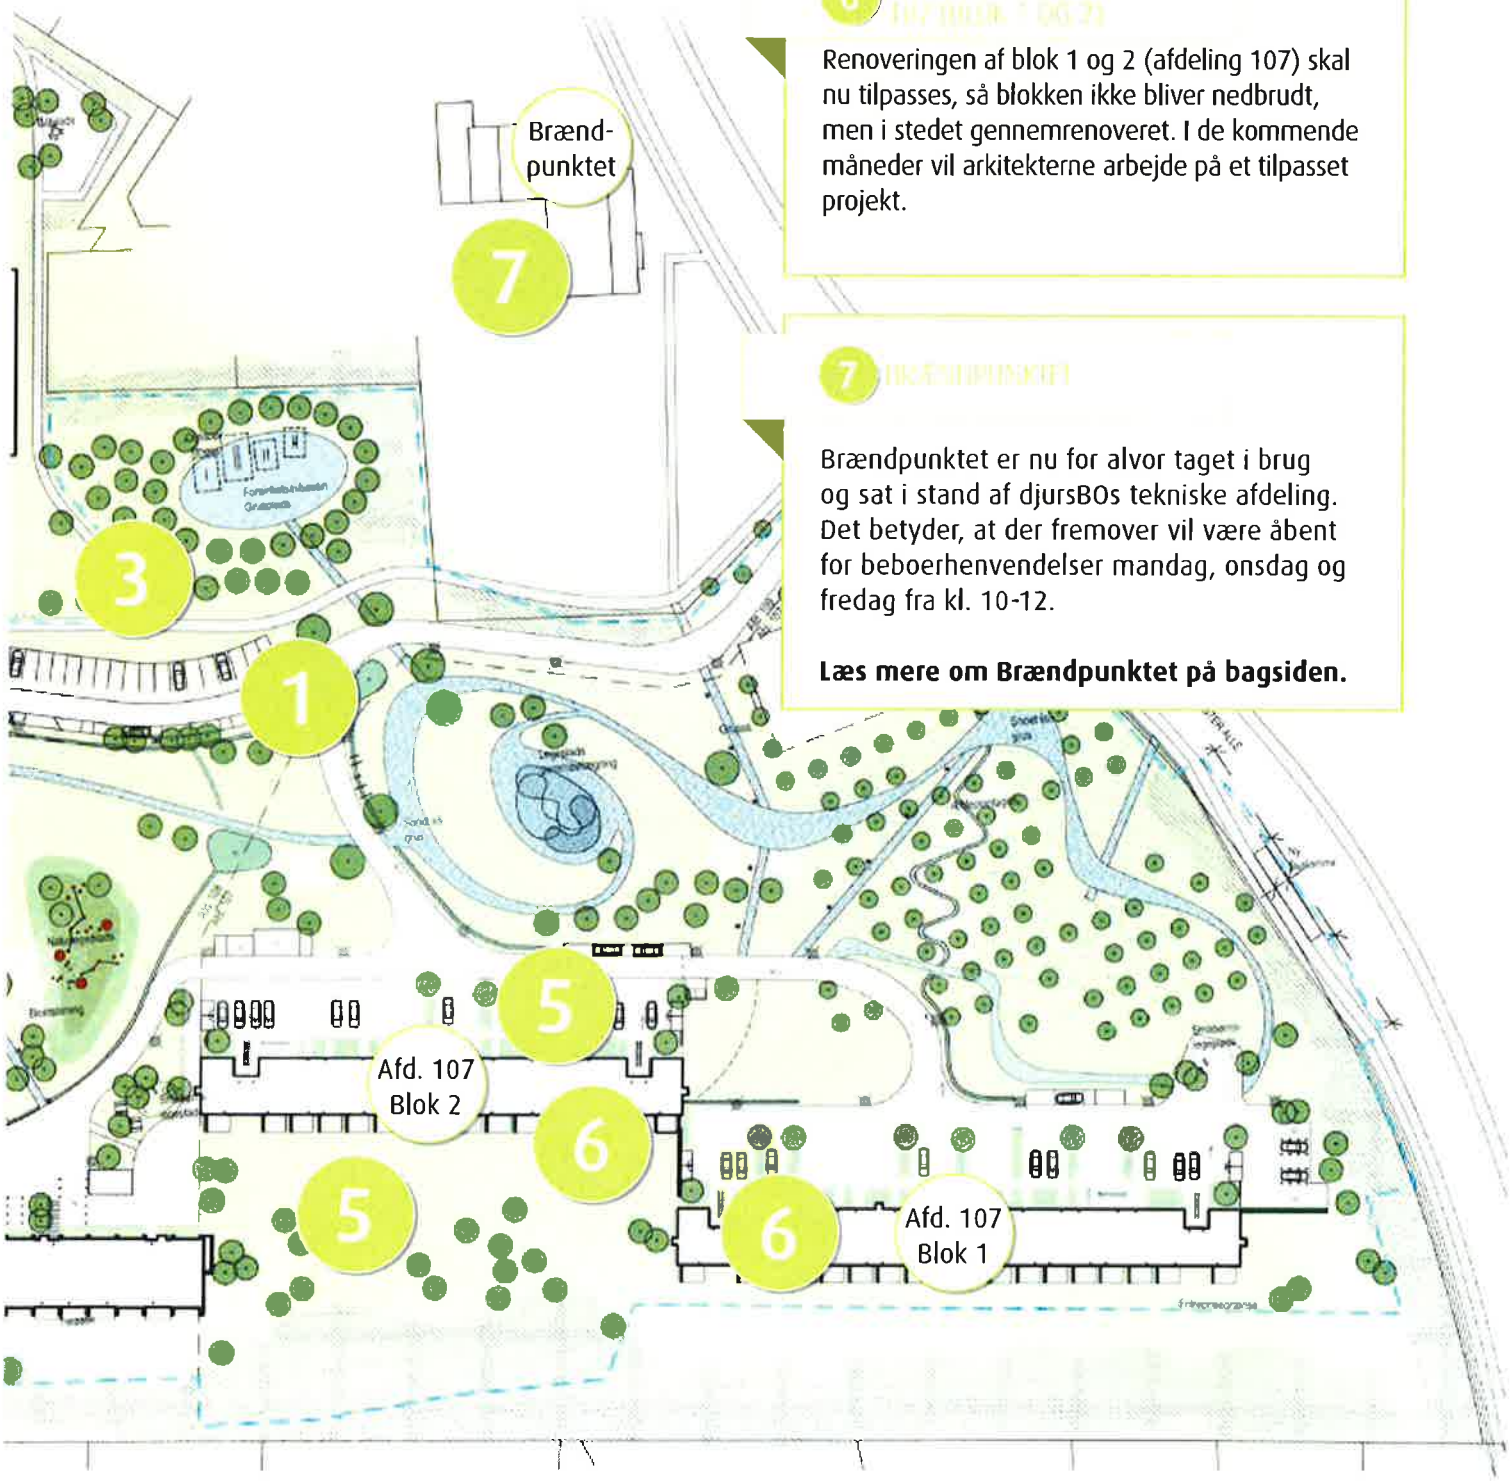 6
Renoveringen af blok 1 og 2 (afdeling 107) skal
nu tilpasses, så blokken ikke bliver nedbrudt,
men i stedet gennemrenoveret. I de kommende
måneder vil arkitekterne arbejde på et tilpasset
projekt.
7 BRÆNDPUNKTET
Brændpunktet er nu for alvor taget i brug
og sat i stand af djursBOs tekniske afdeling.
Det betyder, at der fremover vil være åbent
for beboerhenvendelser mandag, onsdag og
fredag fra kl. 10-12.
Læs mere om Brændpunktet på bagsiden.
Brænd-
punktet
7
3
1
5
Afd. 107
Blok 2
6
5
6
Afd. 107
Blok 1
Entreprisegrænse